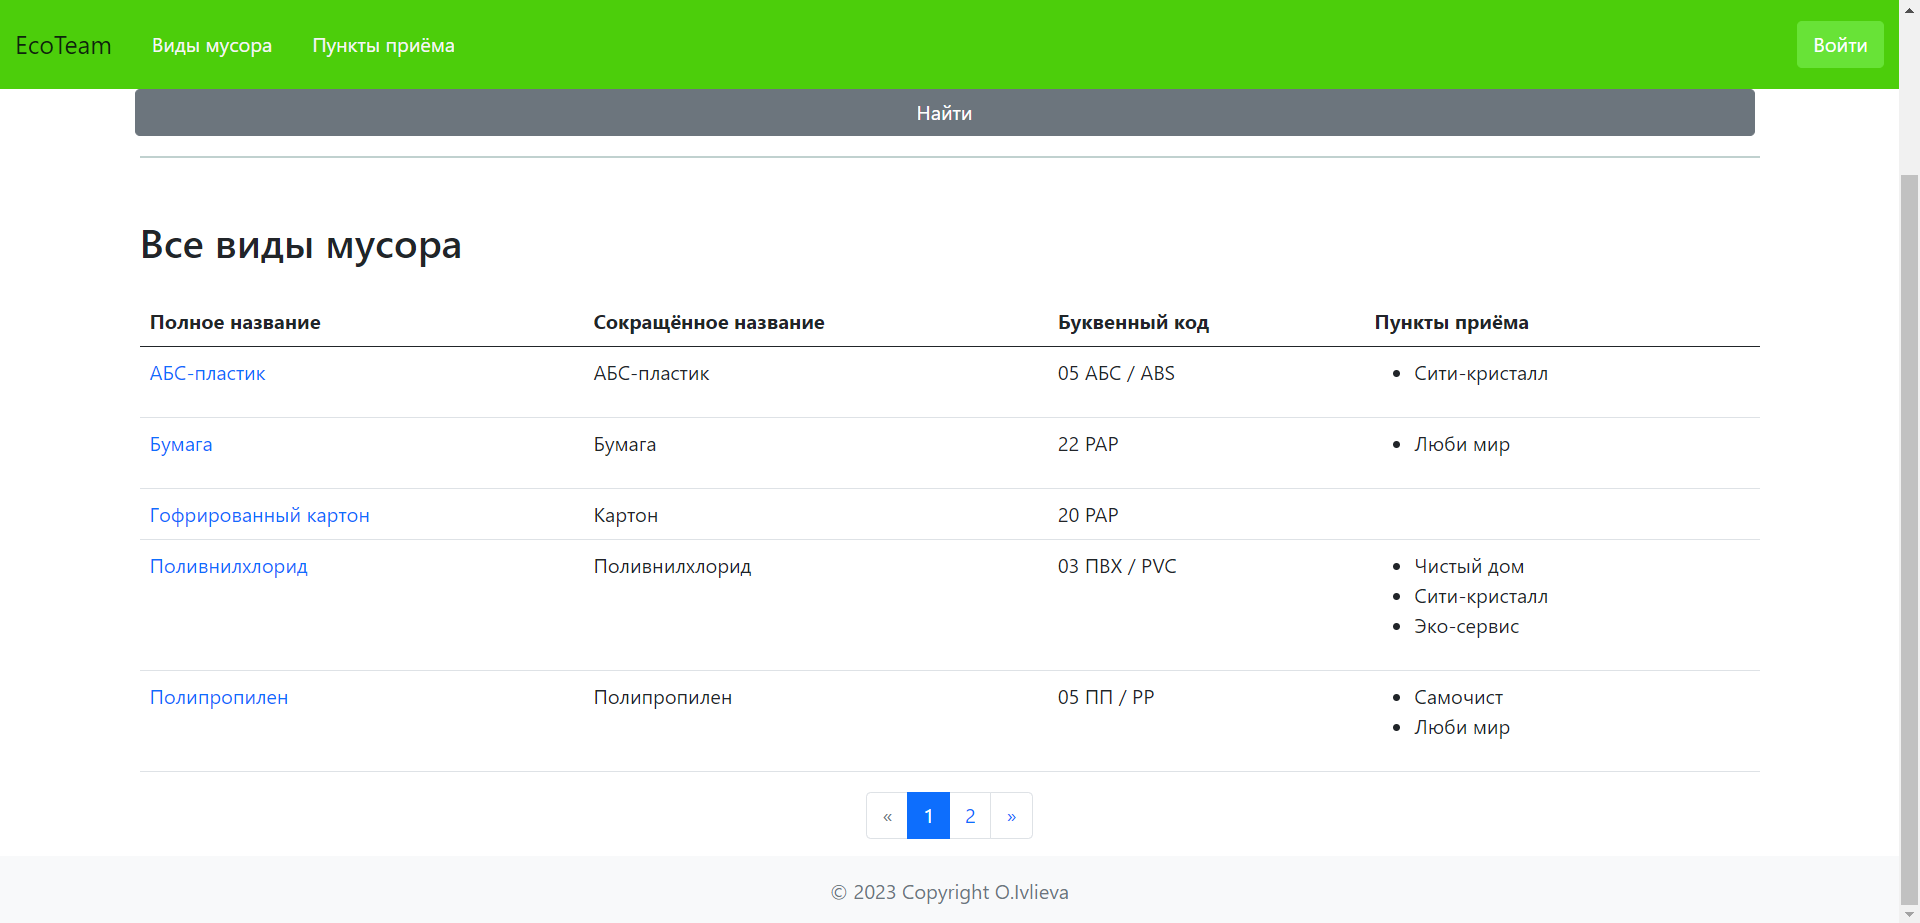 EcoTeam Виды мусора Пункты приёма Войти
Найти
Все виды мусора
Полное название Сокращённое название Буквенный код Пункты приёма
АБС-пластик АБС-пластик 05 АБС / ABS • Сити-кристалл
Бумага Бумага 22 PAP • Люби мир
Гофрированный картон Картон 20 PAP
Поливнилхлорид Поливнилхлорид 03 ПВХ / PVC • Чистый дом
• Сити-кристалл
• Эко-сервис
Полипропилен Полипропилен 05 ПП / PP • Самочист
• Люби мир
« 1 2 »
© 2023 Copyright O.Ivlieva